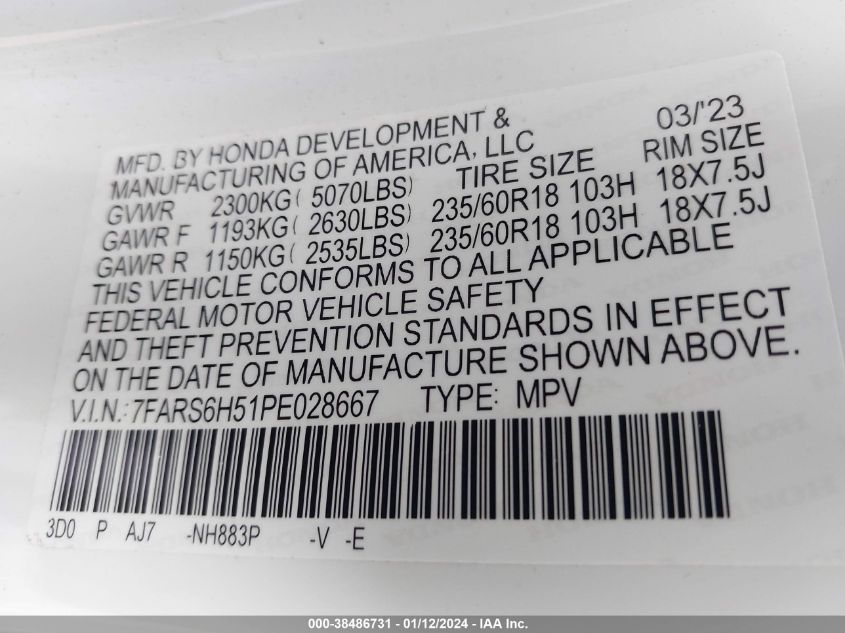 MFD. BY HONDA DEVELOPMENT & 03/'23
MANUFACTURING OF AMERICA, LLC TIRE SIZE RIM SIZE
GVWR 2300KG( 5070LBS)
GAWR F 1193KG( 2630LBS) 235/60R18 103H 18X7.5J
GAWR R 1150KG( 2535LBS) 235/60R18 103H 18X7.5J
THIS VEHICLE CONFORMS TO ALL APPLICABLE
FEDERAL MOTOR VEHICLE SAFETY
AND THEFT PREVENTION STANDARDS IN EFFECT
ON THE DATE OF MANUFACTURE SHOWN ABOVE.
V.I.N.: 7FARS6H51PE028667 TYPE: MPV
3D0 P AJ7 -NH883P -V -E
000-38486731 - 01/12/2024 - IAA Inc.